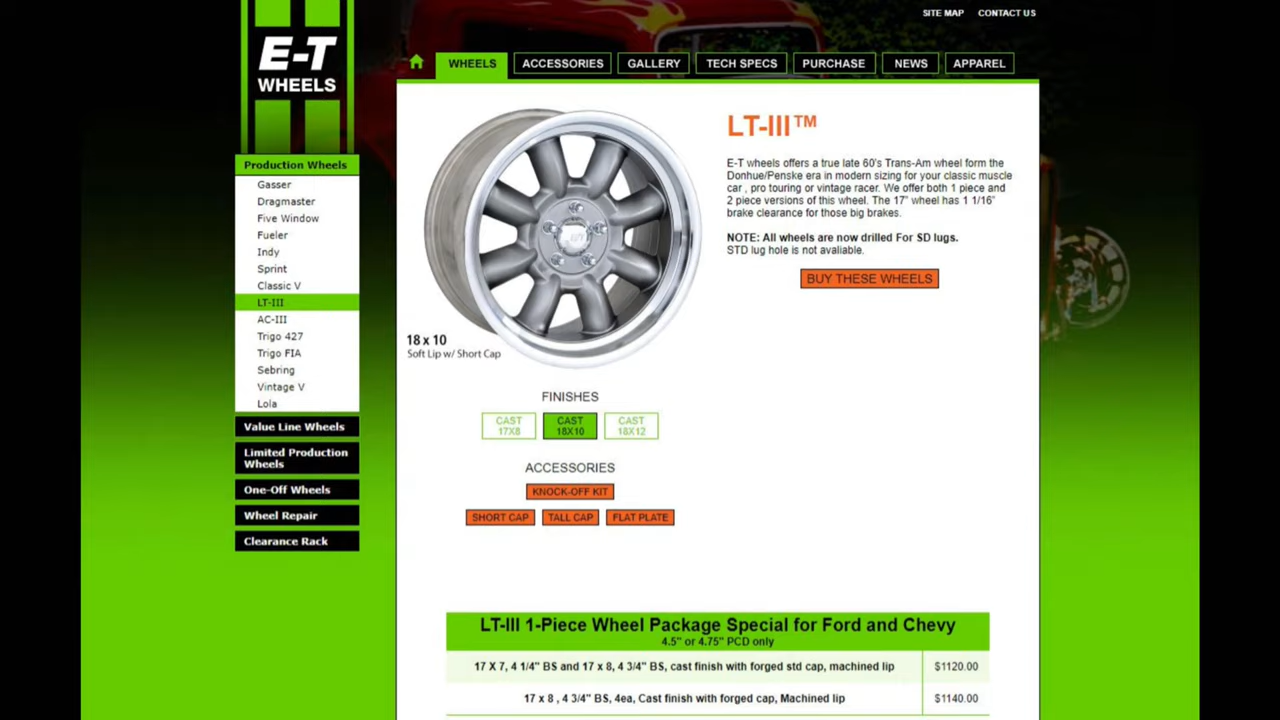 SITE MAP CONTACT US
E-T
WHEELS
WHEELS ACCESSORIES GALLERY TECH SPECS PURCHASE NEWS APPAREL
Production Wheels
Gasser
Dragmaster
Five Window
Fueler
Indy
Sprint
Classic V
LT-III
AC-III
Trigo 427
Trigo FIA
Sebring
Vintage V
Lola
Value Line Wheels
Limited Production
Wheels
One-Off Wheels
Wheel Repair
Clearance Rack
E-T
18 x 10
Soft Lip w/ Short Cap
LT-III™
E-T wheels offers a true late 60's Trans-Am wheel form the
Donhue/Penske era in modern sizing for your classic muscle
car , pro touring or vintage racer. We offer both 1 piece and
2 piece versions of this wheel. The 17" wheel has 1 1/16"
brake clearance for those big brakes.
NOTE: All wheels are now drilled For SD lugs.
STD lug hole is not avaliable.
BUY THESE WHEELS
FINISHES
CAST
17X8
CAST
18X10
CAST
18X12
ACCESSORIES
KNOCK-OFF KIT
SHORT CAP TALL CAP FLAT PLATE
LT-III 1-Piece Wheel Package Special for Ford and Chevy
4.5" or 4.75" PCD only
17 X 7, 4 1/4" BS and 17 x 8, 4 3/4" BS, cast finish with forged std cap, machined lip $1120.00
17 x 8 , 4 3/4" BS, 4ea, Cast finish with forged cap, Machined lip $1140.00